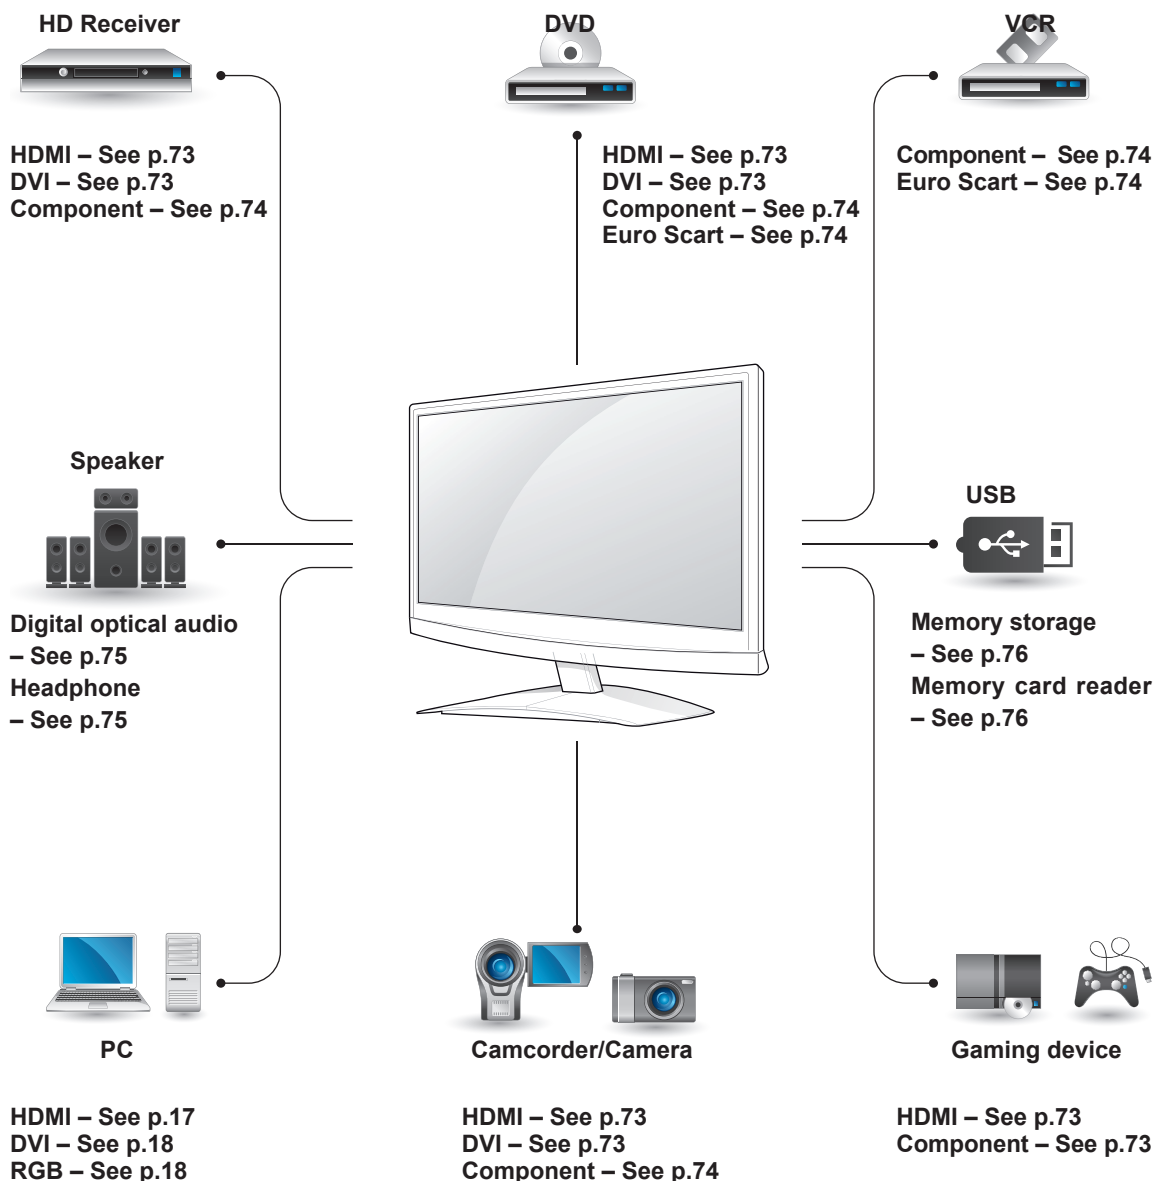 HD Receiver
HDMI – See p.73
DVI – See p.73
Component – See p.74
DVD
HDMI – See p.73
DVI – See p.73
Component – See p.74
Euro Scart – See p.74
VCR
Component – See p.74
Euro Scart – See p.74
Speaker
Digital optical audio
– See p.75
Headphone
– See p.75
USB
Memory storage
– See p.76
Memory card reader
– See p.76
PC
HDMI – See p.17
DVI – See p.18
RGB – See p.18
Camcorder/Camera
HDMI – See p.73
DVI – See p.73
Component – See p.74
Gaming device
HDMI – See p.73
Component – See p.73